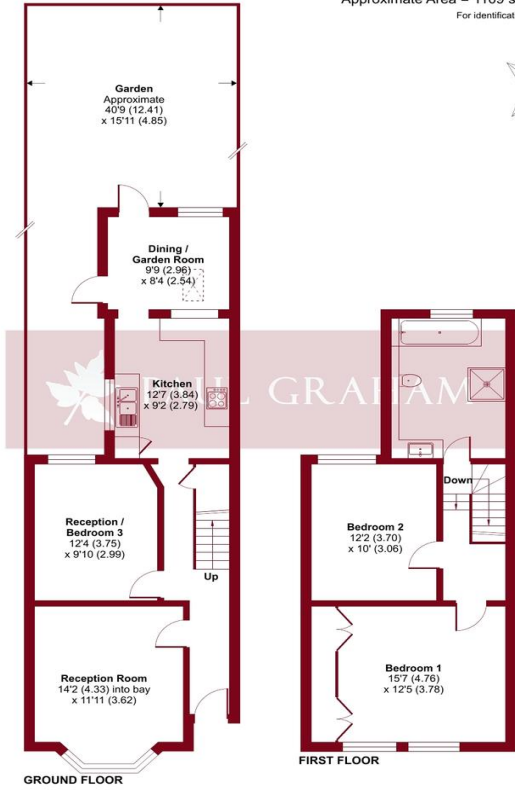 Approximate Area = 1109 s
For identificat
Garden
Approximate
40'9 (12.41)
x 15'11 (4.85)
Dining /
Garden Room
9'9 (2.96)
x 8'4 (2.54)
Kitchen
12'7 (3.84)
x 9'2 (2.79)
GRAHAM
Reception /
Bedroom 3
12'4 (3.75)
x 9'10 (2.99)
Up
Reception Room
14'2 (4.33) into bay
x 11'11 (3.62)
GROUND FLOOR
Down
Bedroom 2
12'2 (3.70)
x 10' (3.06)
Bedroom 1
15'7 (4.76)
x 12'5 (3.78)
FIRST FLOOR